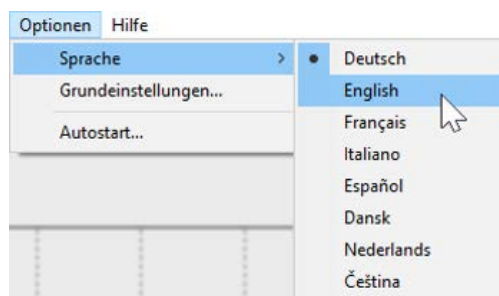 Optionen Hilfe
Sprache
Grundeinstellungen...
Autostart...
Deutsch
English
Français
Italiano
Español
Dansk
Nederlands
Čeština